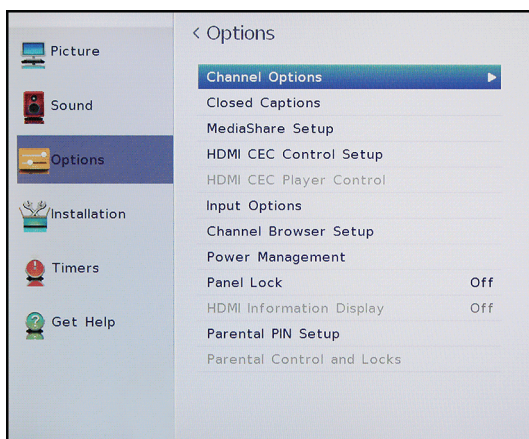 Picture
Sound
Options
Installation
Timers
Get Help
< Options
Channel Options
Closed Captions
MediaShare Setup
HDMI CEC Control Setup
HDMI CEC Player Control
Input Options
Channel Browser Setup
Power Management
Panel Lock Off
HDMI Information Display Off
Parental PIN Setup
Parental Control and Locks